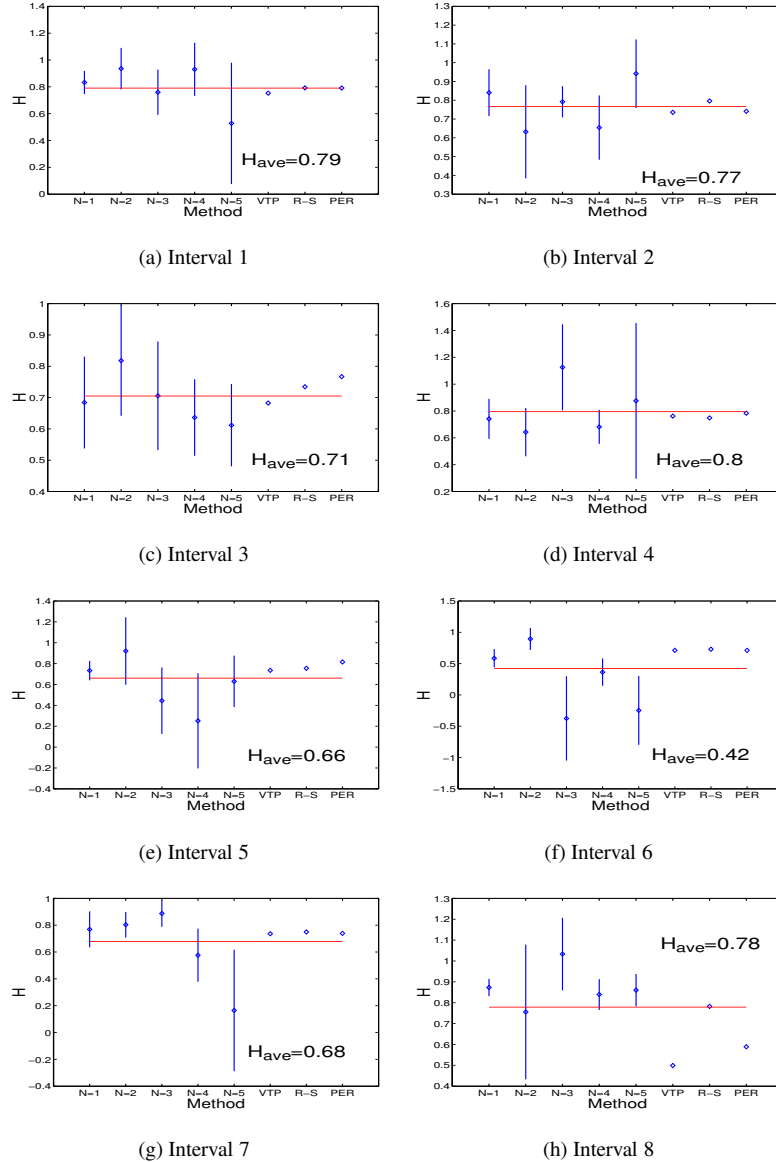 1.4
1.2
1
0.8
0.6
0.4
0.2
0
H
N=1 N=2 N=3 N=4 N=5 VTP R−S PER
Method
Have=0.79
(a) Interval 1
1.3
1.2
1.1
1
0.9
0.8
0.7
0.6
0.5
0.4
0.3
H
N=1 N=2 N=3 N=4 N=5 VTP R−S PER
Method
Have=0.77
(b) Interval 2
1
0.9
0.8
0.7
0.6
0.5
0.4
H
N=1 N=2 N=3 N=4 N=5 VTP R−S PER
Method
Have=0.71
(c) Interval 3
1.6
1.4
1.2
1
0.8
0.6
0.4
0.2
H
N=1 N=2 N=3 N=4 N=5 VTP R−S PER
Method
Have=0.8
(d) Interval 4
1.4
1.2
1
0.8
0.6
0.4
0.2
0
−0.2
−0.4
H
N=1 N=2 N=3 N=4 N=5 VTP R−S PER
Method
Have=0.66
(e) Interval 5
1.5
1
0.5
0
−0.5
−1
−1.5
H
N=1 N=2 N=3 N=4 N=5 VTP R−S PER
Method
Have=0.42
(f) Interval 6
1
0.8
0.6
0.4
0.2
0
−0.2
−0.4
H
N=1 N=2 N=3 N=4 N=5 VTP R−S PER
Method
Have=0.68
(g) Interval 7
1.3
1.2
1.1
1
0.9
0.8
0.7
0.6
0.5
0.4
H
N=1 N=2 N=3 N=4 N=5 VTP R−S PER
Method
Have=0.78
(h) Interval 8